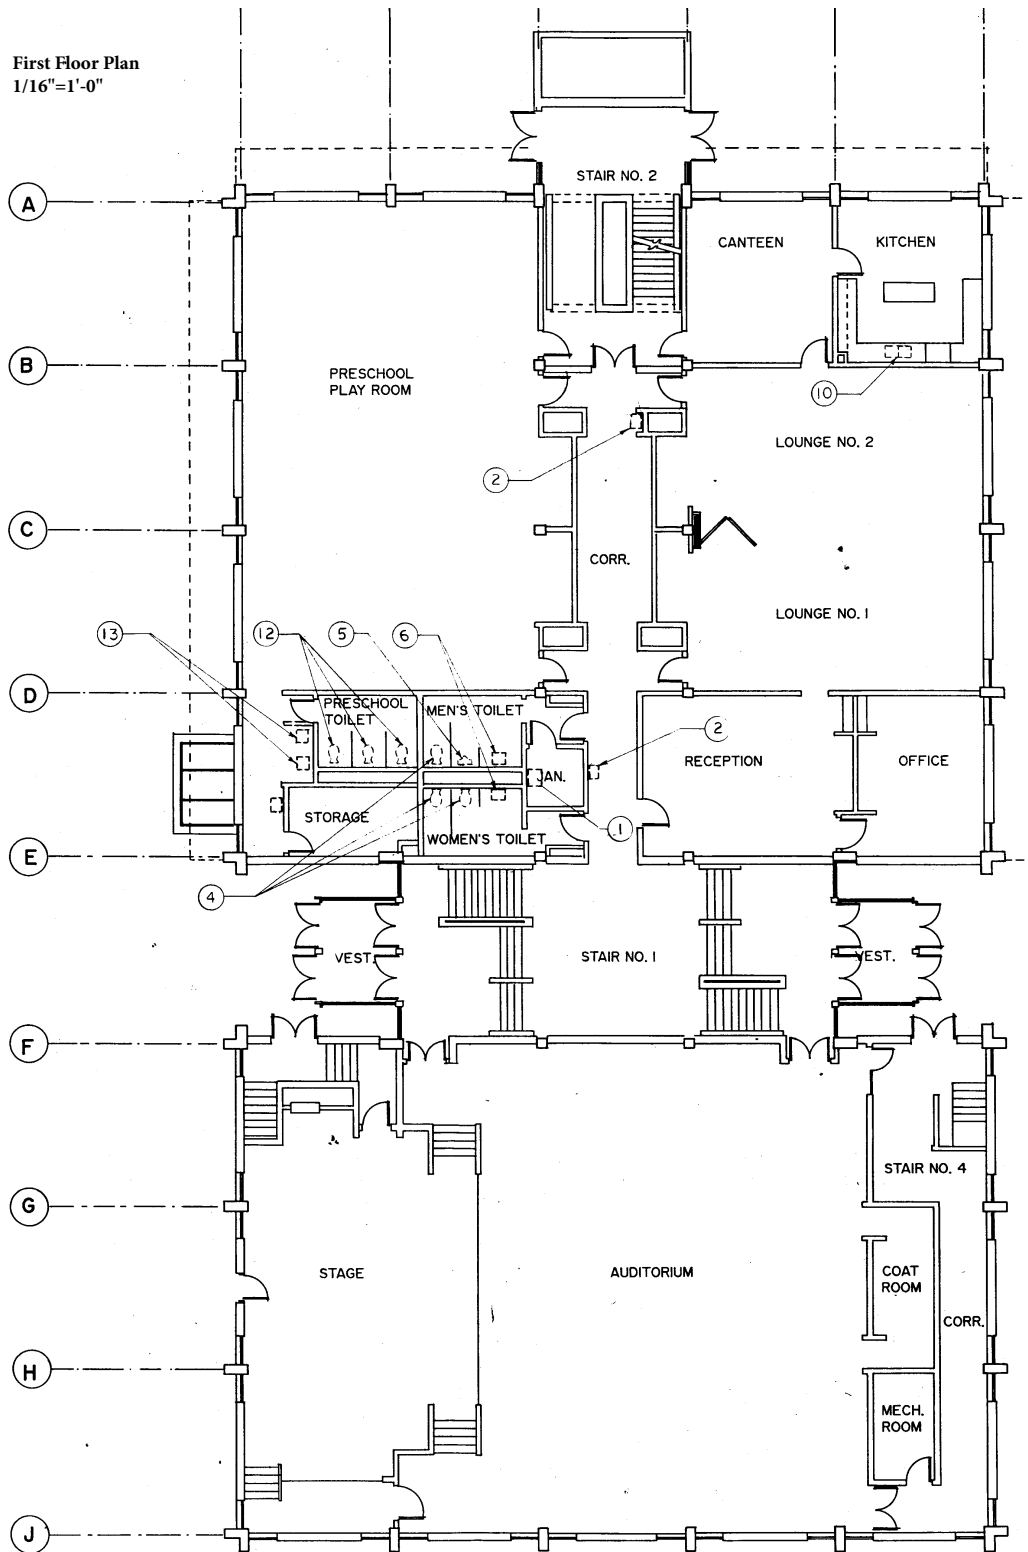 First Floor Plan
1/16"=1'-0"
STAIR NO. 2
A
CANTEEN
KITCHEN
B
PRESCHOOL
PLAY ROOM
10
LOUNGE NO. 2
2
C
CORR.
LOUNGE NO. 1
13
12
5
6
D
PRESCHOOL
TOILET
MEN'S TOILET
2
RECEPTION
OFFICE
AN.
STORAGE
1
WOMEN'S TOILET
E
4
VEST.
STAIR NO. 1
VEST.
F
STAIR NO. 4
G
STAGE
AUDITORIUM
COAT
ROOM
CORR.
H
MECH.
ROOM
J